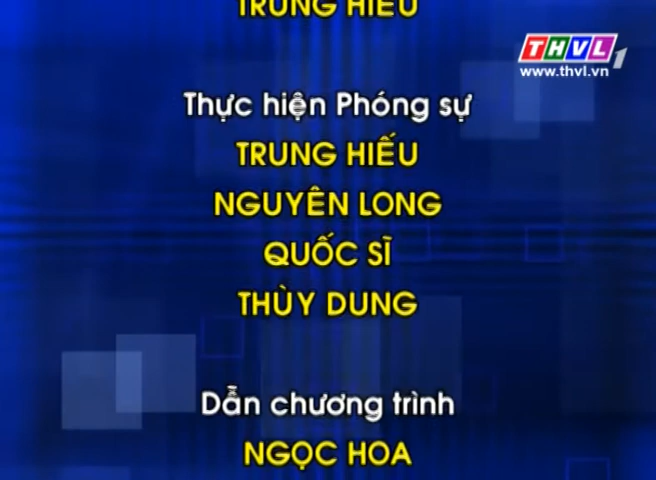 TRUNG HIẾU
THVL1
www.thvl.vn
Thực hiện Phóng sự
TRUNG HIẾU
NGUYÊN LONG
QUỐC SĨ
THÙY DUNG
Dẫn chương trình
NGỌC HOA